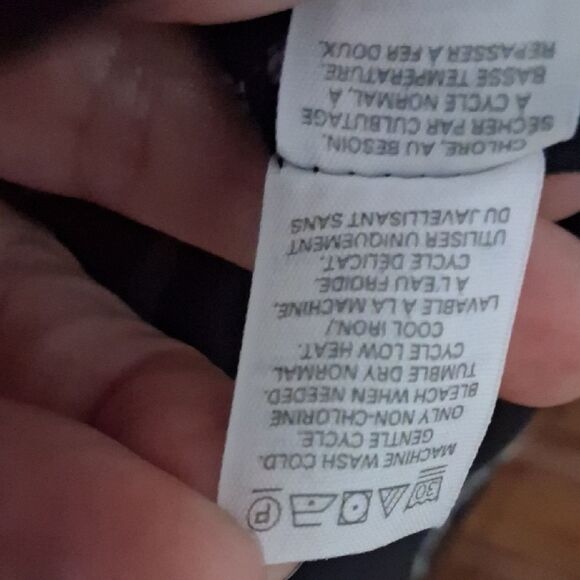 30 P
MACHINE WASH COLD.
GENTLE CYCLE.
ONLY NON-CHLORINE
BLEACH WHEN NEEDED.
TUMBLE DRY NORMAL
CYCLE LOW HEAT.
COOL IRON/
LAVABLE À LA MACHINE,
À L'EAU FROIDE.
CYCLE DÉLICAT.
UTILISER UNIQUEMENT
DU JAVELLISANT SANS
CHLORE, AU BESOIN.
SÉCHER PAR CULBUTAGE
À CYCLE NORMAL, À
BASSE TEMPÉRATURE.
REPASSER À FER DOUX.